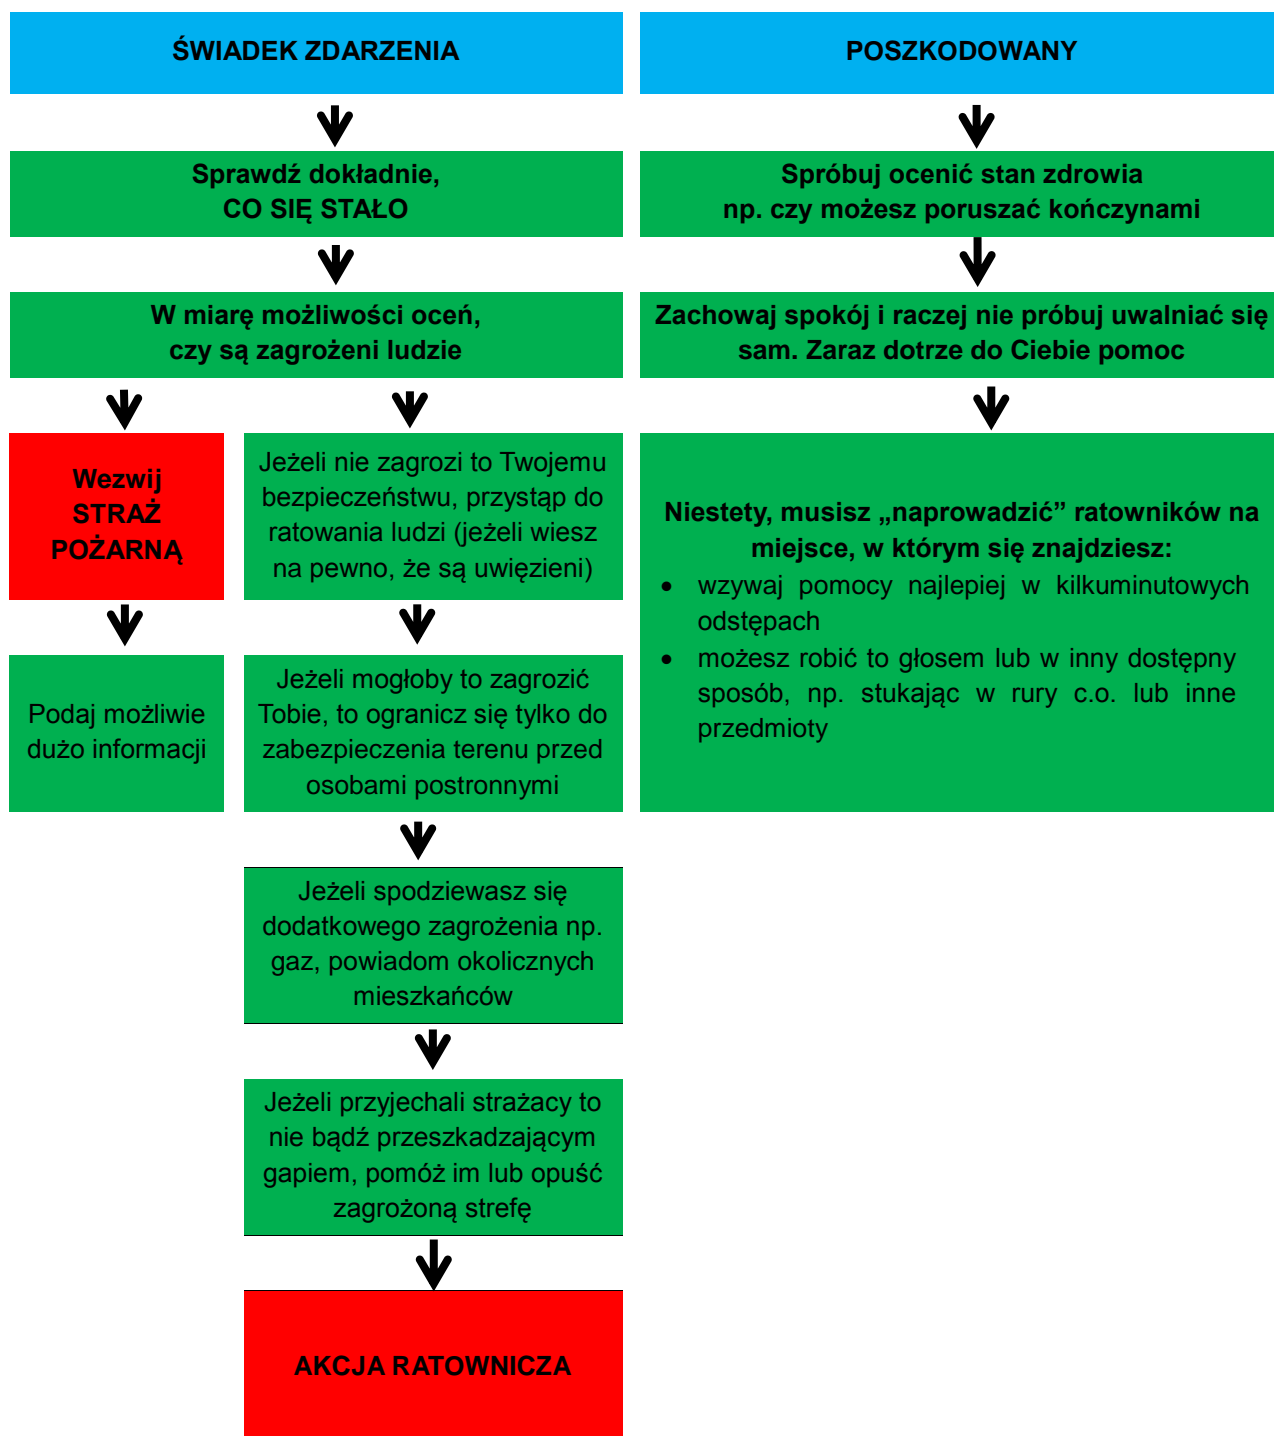 ŚWIADEK ZDARZENIA
Sprawdź dokładnie,
CO SIĘ STAŁO
W miarę możliwości oceń,
czy są zagrożeni ludzie
Wezwij
STRAŻ
POŻARNĄ
Podaj możliwie
dużo informacji
Jeżeli nie zagrozi to Twojemu
bezpieczeństwu, przystąp do
ratowania ludzi (jeżeli wiesz
na pewno, że są uwięzieni)
Jeżeli mogłoby to zagrozić
Tobie, to ogranicz się tylko do
zabezpieczenia terenu przed
osobami postronnymi
Jeżeli spodziewasz się
dodatkowego zagrożenia np.
gaz, powiadom okolicznych
mieszkańców
Jeżeli przyjechali strażacy to
nie bądź przeszkadzającym
gapiem, pomóż im lub opuść
zagrożoną strefę
AKCJA RATOWNICZA
POSZKODOWANY
Spróbuj ocenić stan zdrowia
np. czy możesz poruszać kończynami
Zachowaj spokój i raczej nie próbuj uwalniać się
sam. Zaraz dotrze do Ciebie pomoc
Niestety, musisz „naprowadzić” ratowników na
miejsce, w którym się znajdziesz:
• wzywaj pomocy najlepiej w kilkuminutowych
odstępach
• możesz robić to głosem lub w inny dostępny
sposób, np. stukając w rury c.o. lub inne
przedmioty